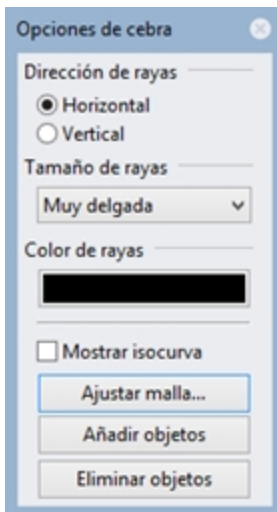 Opciones de cebra
Dirección de rayas
Horizontal
Vertical
Tamaño de rayas
Muy delgada
Color de rayas
Mostrar isocurva
Ajustar malla...
Añadir objetos
Eliminar objetos